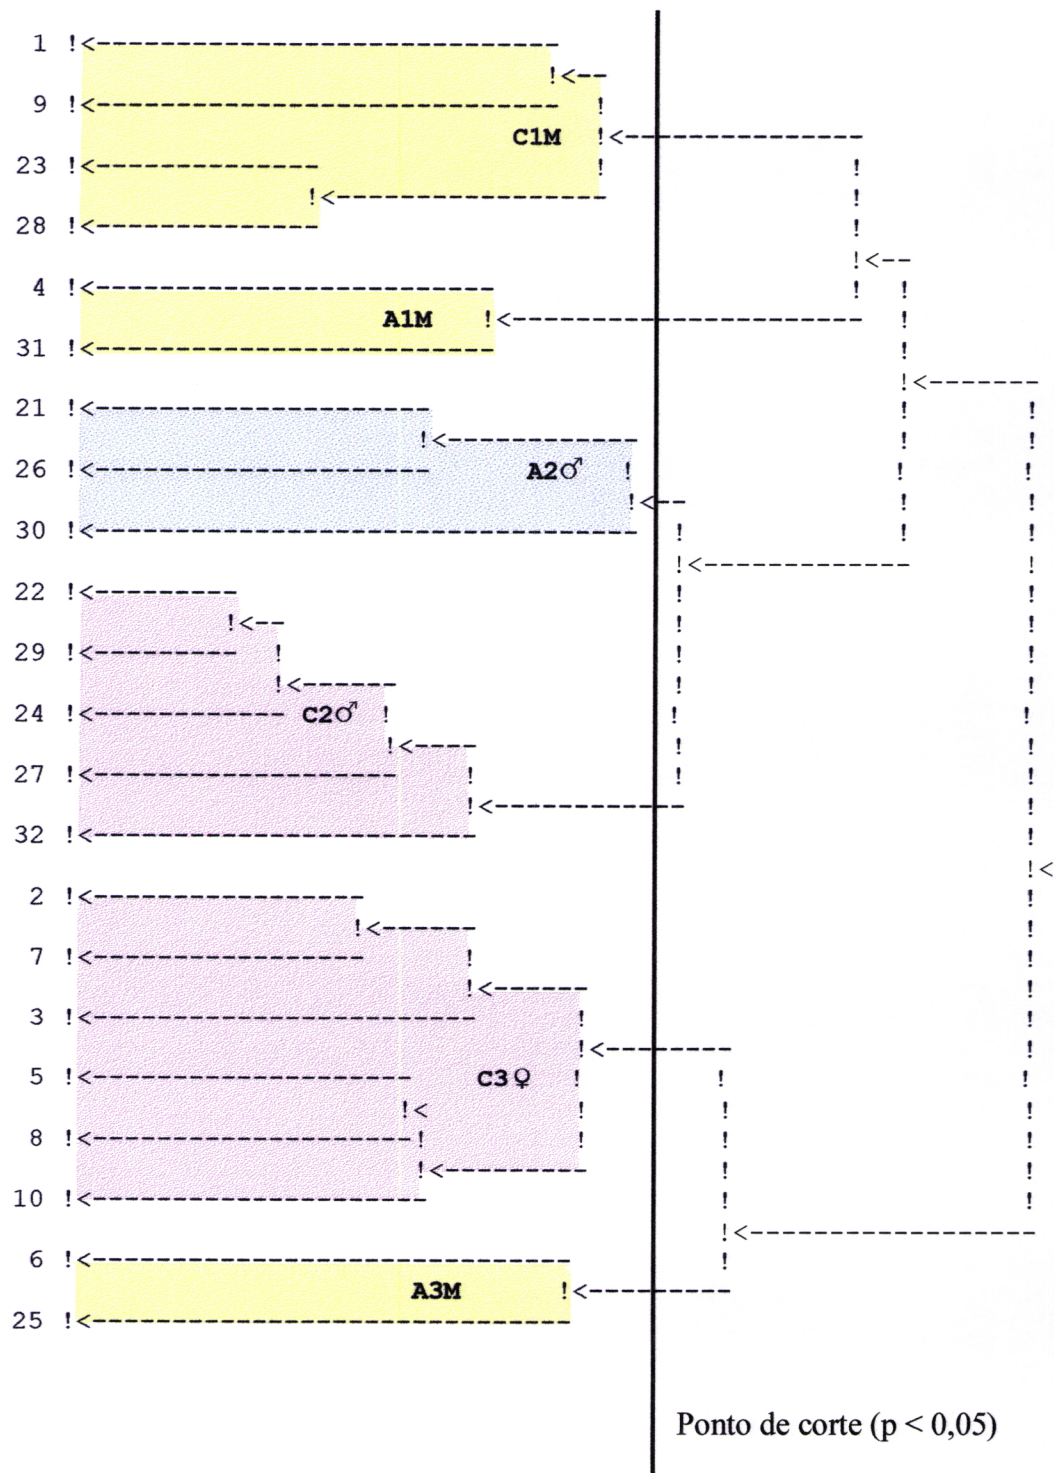 1 !<------------------------------
!<---
9 !<------------------------------ !
C1M !<----------------
23 !<--------------- ! !
!<------------------ !
28 !<--------------- !
!<---
4 !<-------------------------- ! !
A1M !<----------------------- !
31 !<-------------------------- !
!<--------
21 !<---------------------- ! !
!<------------- ! !
26 !<---------------------- A2♂ ! ! !
!<--- ! !
30 !<----------------------------------- ! ! !
!<-------------- !
22 !<---------- ! !
!<--- ! !
29 !<---------- ! ! !
!<------- ! !
24 !<------------- C2♂ ! ! !
!<----- ! !
27 !<-------------------- ! ! !
!<------------- !
32 !<------------------------- !
!<
2 !<------------------ !
!<------- !
7 !<------------------ ! !
!<------- !
3 !<------------------------- ! !
!<--------- !
5 !<--------------------- C3♀ ! ! !
!< ! ! !
8 !<--------------------- ! ! ! !
!<---------- ! !
10 !<---------------------- ! !
!<-------------------
6 !<------------------------------- !
A3M !<----------
25 !<-------------------------------
Ponto de corte (p < 0,05)